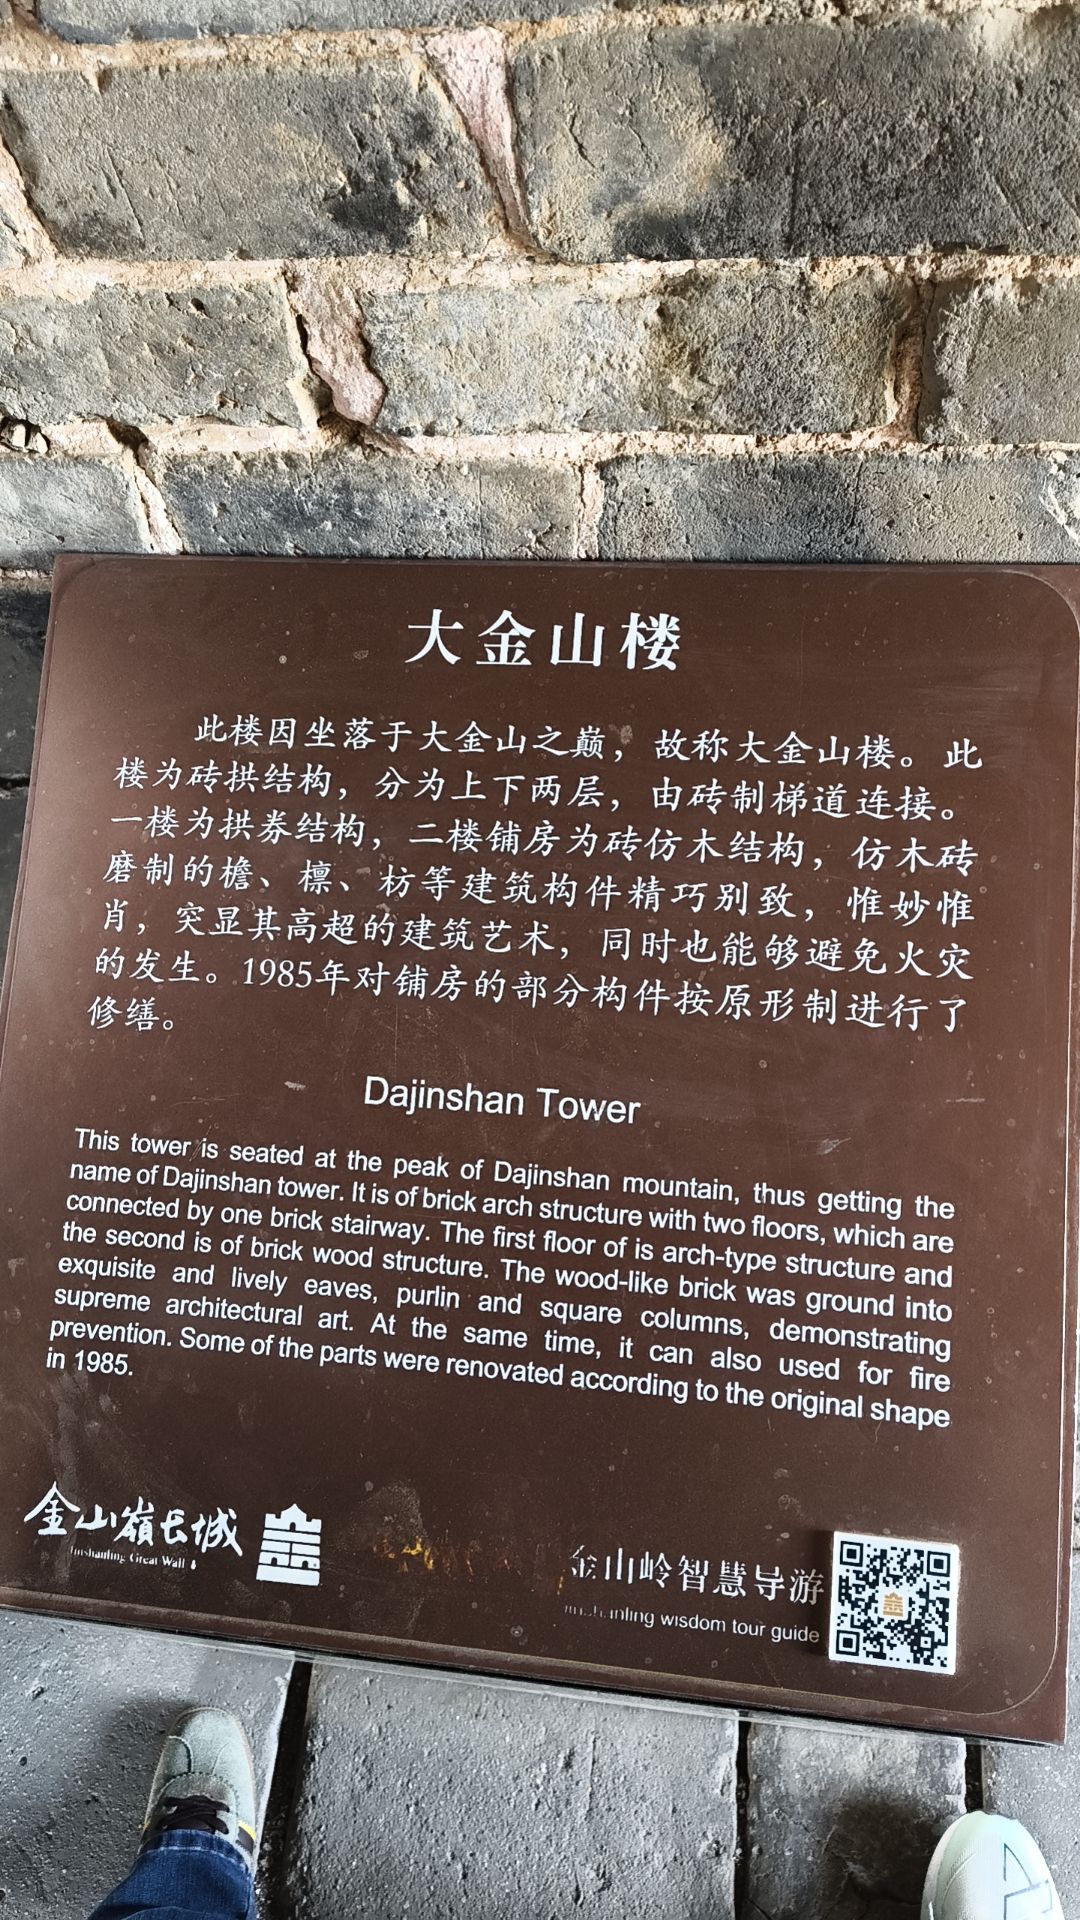 大金山楼
此楼因坐落于大金山之巅，故称大金山楼。此
楼为砖拱结构，分为上下两层，由砖制梯道连接。
一楼为拱券结构，二楼铺房为砖仿木结构，仿木砖
磨制的檐、檩、枋等建筑构件精巧别致，惟妙惟
肖，突显其高超的建筑艺术，同时也能够避免火灾
的发生。1985年对铺房的部分构件按原形制进行了
修缮。
Dajinshan Tower
This tower is seated at the peak of Dajinshan mountain, thus getting the
name of Dajinshan tower. It is of brick arch structure with two floors, which are
connected by one brick stairway. The first floor of is arch-type structure and
the second is of brick wood structure. The wood-like brick was ground into
exquisite and lively eaves, purlin and square columns, demonstrating
supreme architectural art. At the same time, it can also used for fire
prevention. Some of the parts were renovated according to the original shape
in 1985.
金山嶺长城
Jinshanling Great Wall
金山岭智慧导游
wisdom tour guide